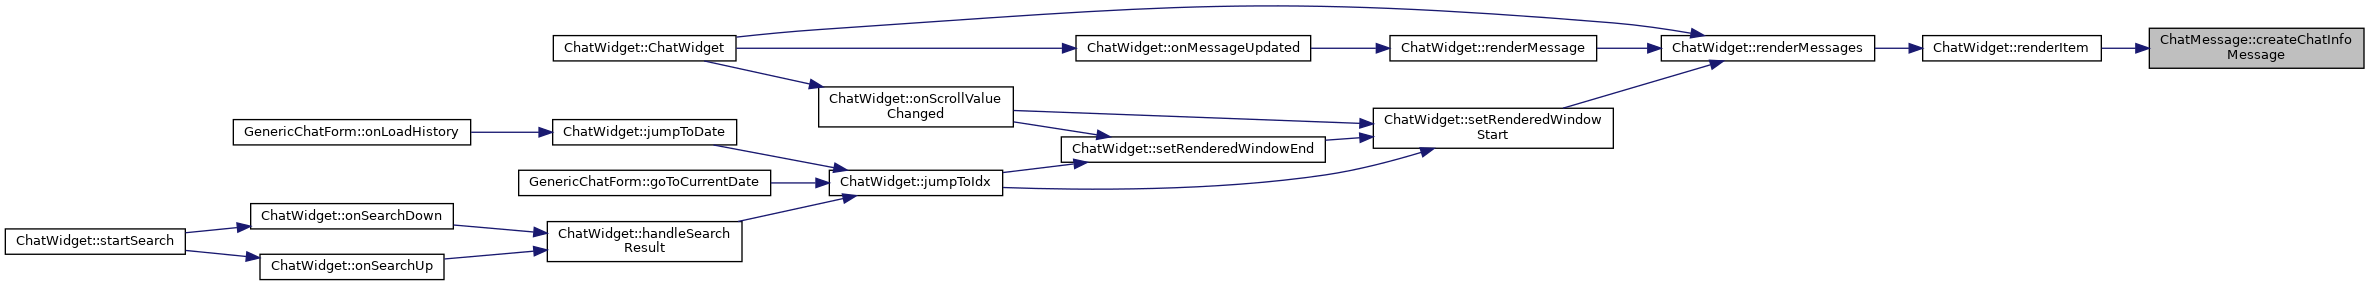 ChatWidget::ChatWidget
ChatWidget::onMessageUpdated
ChatWidget::renderMessage
ChatWidget::renderMessages
ChatWidget::renderItem
ChatMessage::createChatInfo
Message
ChatWidget::onScrollValue
Changed
ChatWidget::setRenderedWindow
Start
GenericChatForm::onLoadHistory
ChatWidget::jumpToDate
ChatWidget::setRenderedWindowEnd
GenericChatForm::goToCurrentDate
ChatWidget::jumpToIdx
ChatWidget::onSearchDown
ChatWidget::startSearch
ChatWidget::handleSearch
Result
ChatWidget::onSearchUp